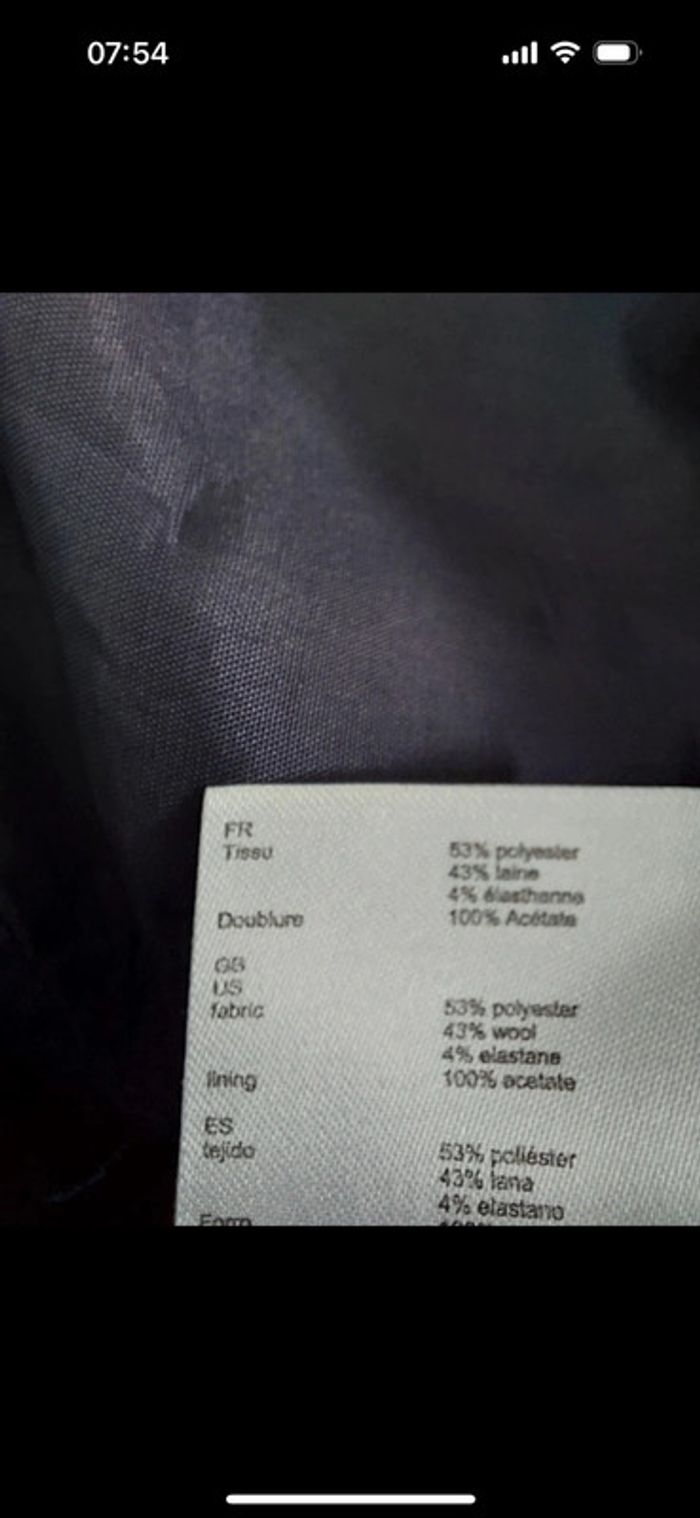 07:54
FR
Tissu 53% polyester
43% laine
4% élasthanne
Doublure 100% Acétate
GB
US
fabric 53% polyester
43% wool
4% elastane
lining 100% acetate
ES
tejido 53% poliéster
43% lana
4% elastano
Forro